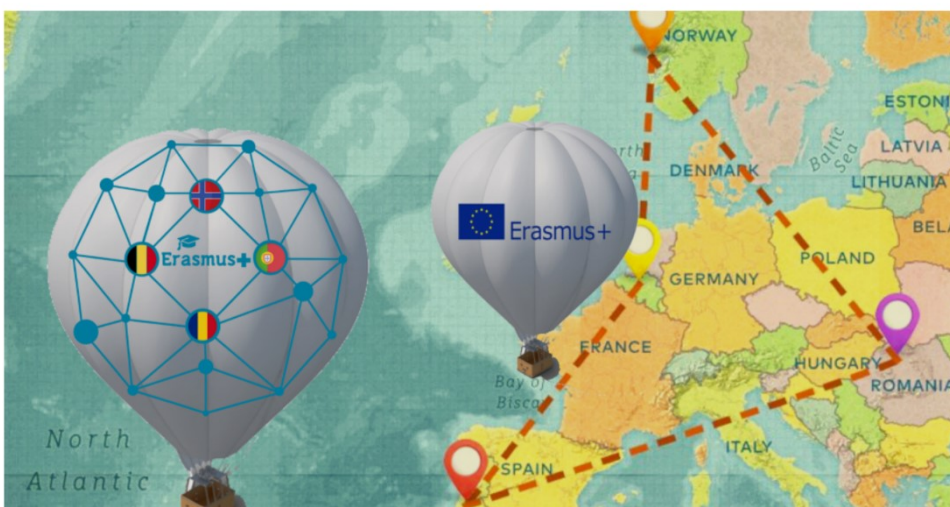 NORWAY
ESTONI
LATVIA
Baltic
Sea
DENMARK
LITHUANIA
BELA
Erasmus+
Erasmus+
GERMANY
POLAND
FRANCE
HUNGARY
ROMANIA
Bay of
Bisca
North
Atlantic
SPAIN
ITALY